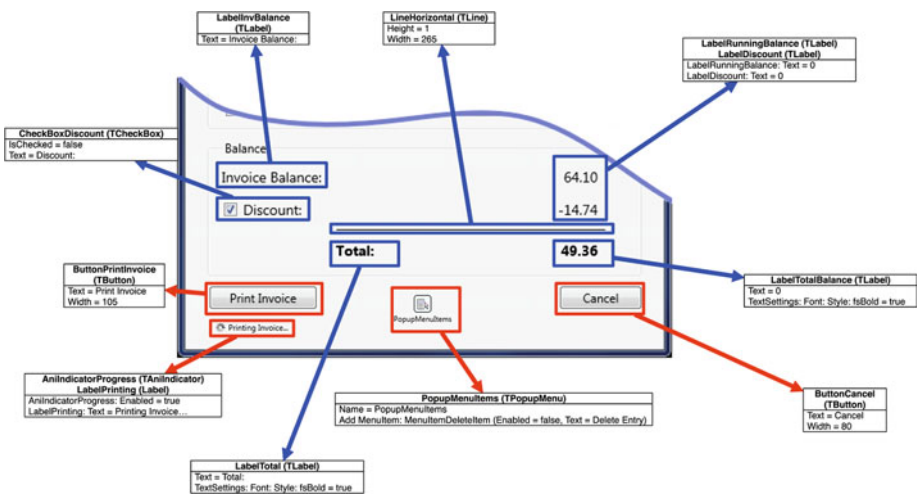 LabelInvBalance
(TLabel)
Text = Invoice Balance:
LineHorizontal (TLine)
Height = 1
Width = 265
LabelRunningBalance (TLabel)
LabelDiscount (TLabel)
LabelRunningBalance: Text = 0
LabelDiscount: Text = 0
CheckBoxDiscount (TCheckBox)
IsChecked = false
Text = Discount:
Balance
Invoice Balance:
64.10
Discount:
-14.74
Total:
49.36
ButtonPrintInvoice
(TButton)
Text = Print Invoice
Width = 105
LabelTotalBalance (TLabel)
Text = 0
TextSettings: Font: Style: fsBold = true
Print Invoice
PopupMenuItems
Cancel
Printing Invoice...
AniIndicatorProgress (TAniIndicator)
LabelPrinting (Label)
AniIndicatorProgress: Enabled = true
LabelPrinting: Text = Printing Invoice…
PopupMenuItems (TPopupMenu)
Name = PopupMenuItems
Add MenuItem: MenuItemDeleteItem (Enabled = false, Text = Delete Entry)
ButtonCancel
(TButton)
Text = Cancel
Width = 80
LabelTotal (TLabel)
Text = Total:
TextSettings: Font: Style: fsBold = true